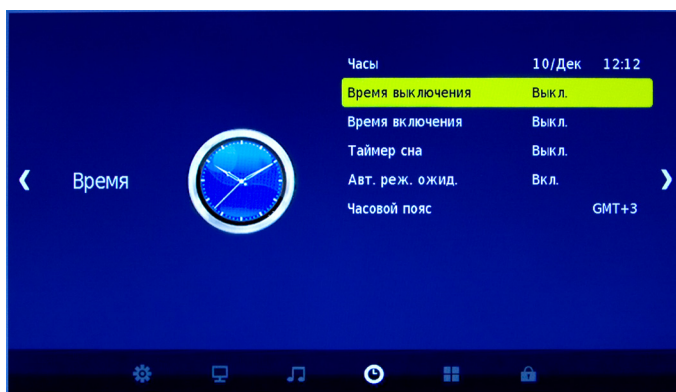 Часы 10/Дек 12:12
Время выключения Выкл.
Время включения Выкл.
Таймер сна Выкл.
Авт. реж. ожид. Вкл.
Часовой пояс GMT+3
Время